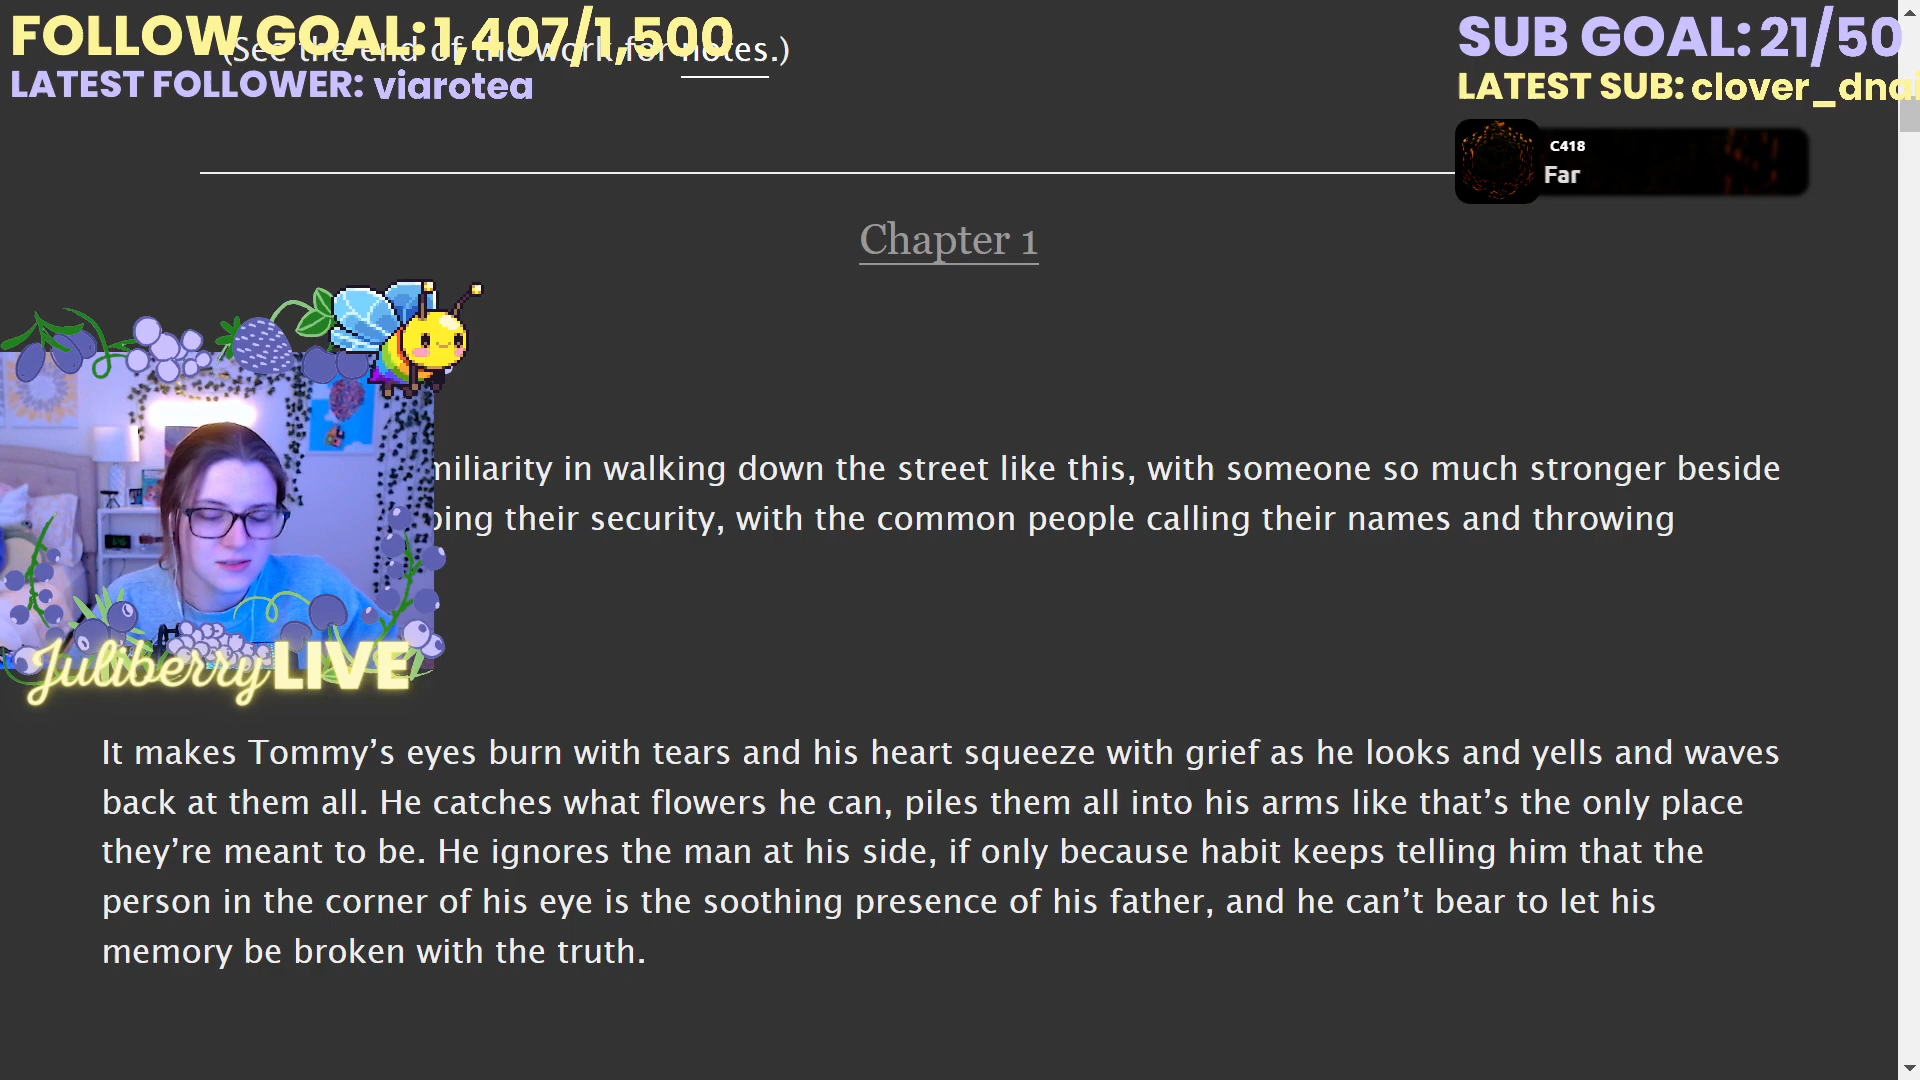 FOLLOW GOAL: 1,407/1,500
(See the end of the work for notes.)
LATEST FOLLOWER: viarotea
SUB GOAL: 21/50
LATEST SUB: clover_dnai
C418
Far
Chapter 1
in walking down the street like this, with someone so much stronger beside
their security, with the common people calling their names and throwing
Juliberry LIVE
It makes Tommy’s eyes burn with tears and his heart squeeze with grief as he looks and yells and waves
back at them all. He catches what flowers he can, piles them all into his arms like that’s the only place
they’re meant to be. He ignores the man at his side, if only because habit keeps telling him that the
person in the corner of his eye is the soothing presence of his father, and he can’t bear to let his
memory be broken with the truth.